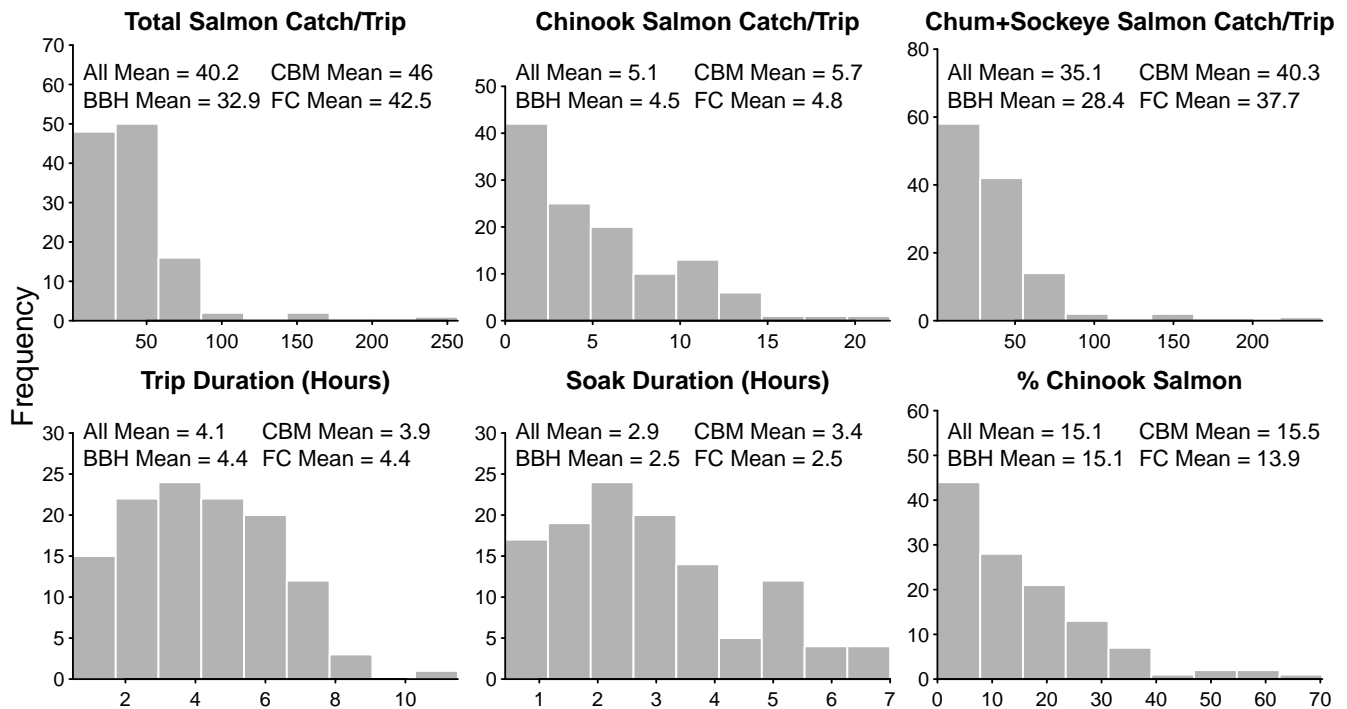 Total Salmon Catch/Trip
All Mean = 40.2 CBM Mean = 46
BBH Mean = 32.9 FC Mean = 42.5
70
60
50
40
30
20
10
0
50 100 150 200 250
Chinook Salmon Catch/Trip
All Mean = 5.1 CBM Mean = 5.7
BBH Mean = 4.5 FC Mean = 4.8
50
40
30
20
10
0
0 5 10 15 20
Chum+Sockeye Salmon Catch/Trip
All Mean = 35.1 CBM Mean = 40.3
BBH Mean = 28.4 FC Mean = 37.7
80
60
40
20
0
50 100 150 200
Frequency
Trip Duration (Hours)
All Mean = 4.1 CBM Mean = 3.9
BBH Mean = 4.4 FC Mean = 4.4
30
25
20
15
10
5
0
2 4 6 8 10
Soak Duration (Hours)
All Mean = 2.9 CBM Mean = 3.4
BBH Mean = 2.5 FC Mean = 2.5
30
25
20
15
10
5
0
1 2 3 4 5 6 7
% Chinook Salmon
All Mean = 15.1 CBM Mean = 15.5
BBH Mean = 15.1 FC Mean = 13.9
60
50
40
30
20
10
0
0 10 20 30 40 50 60 70